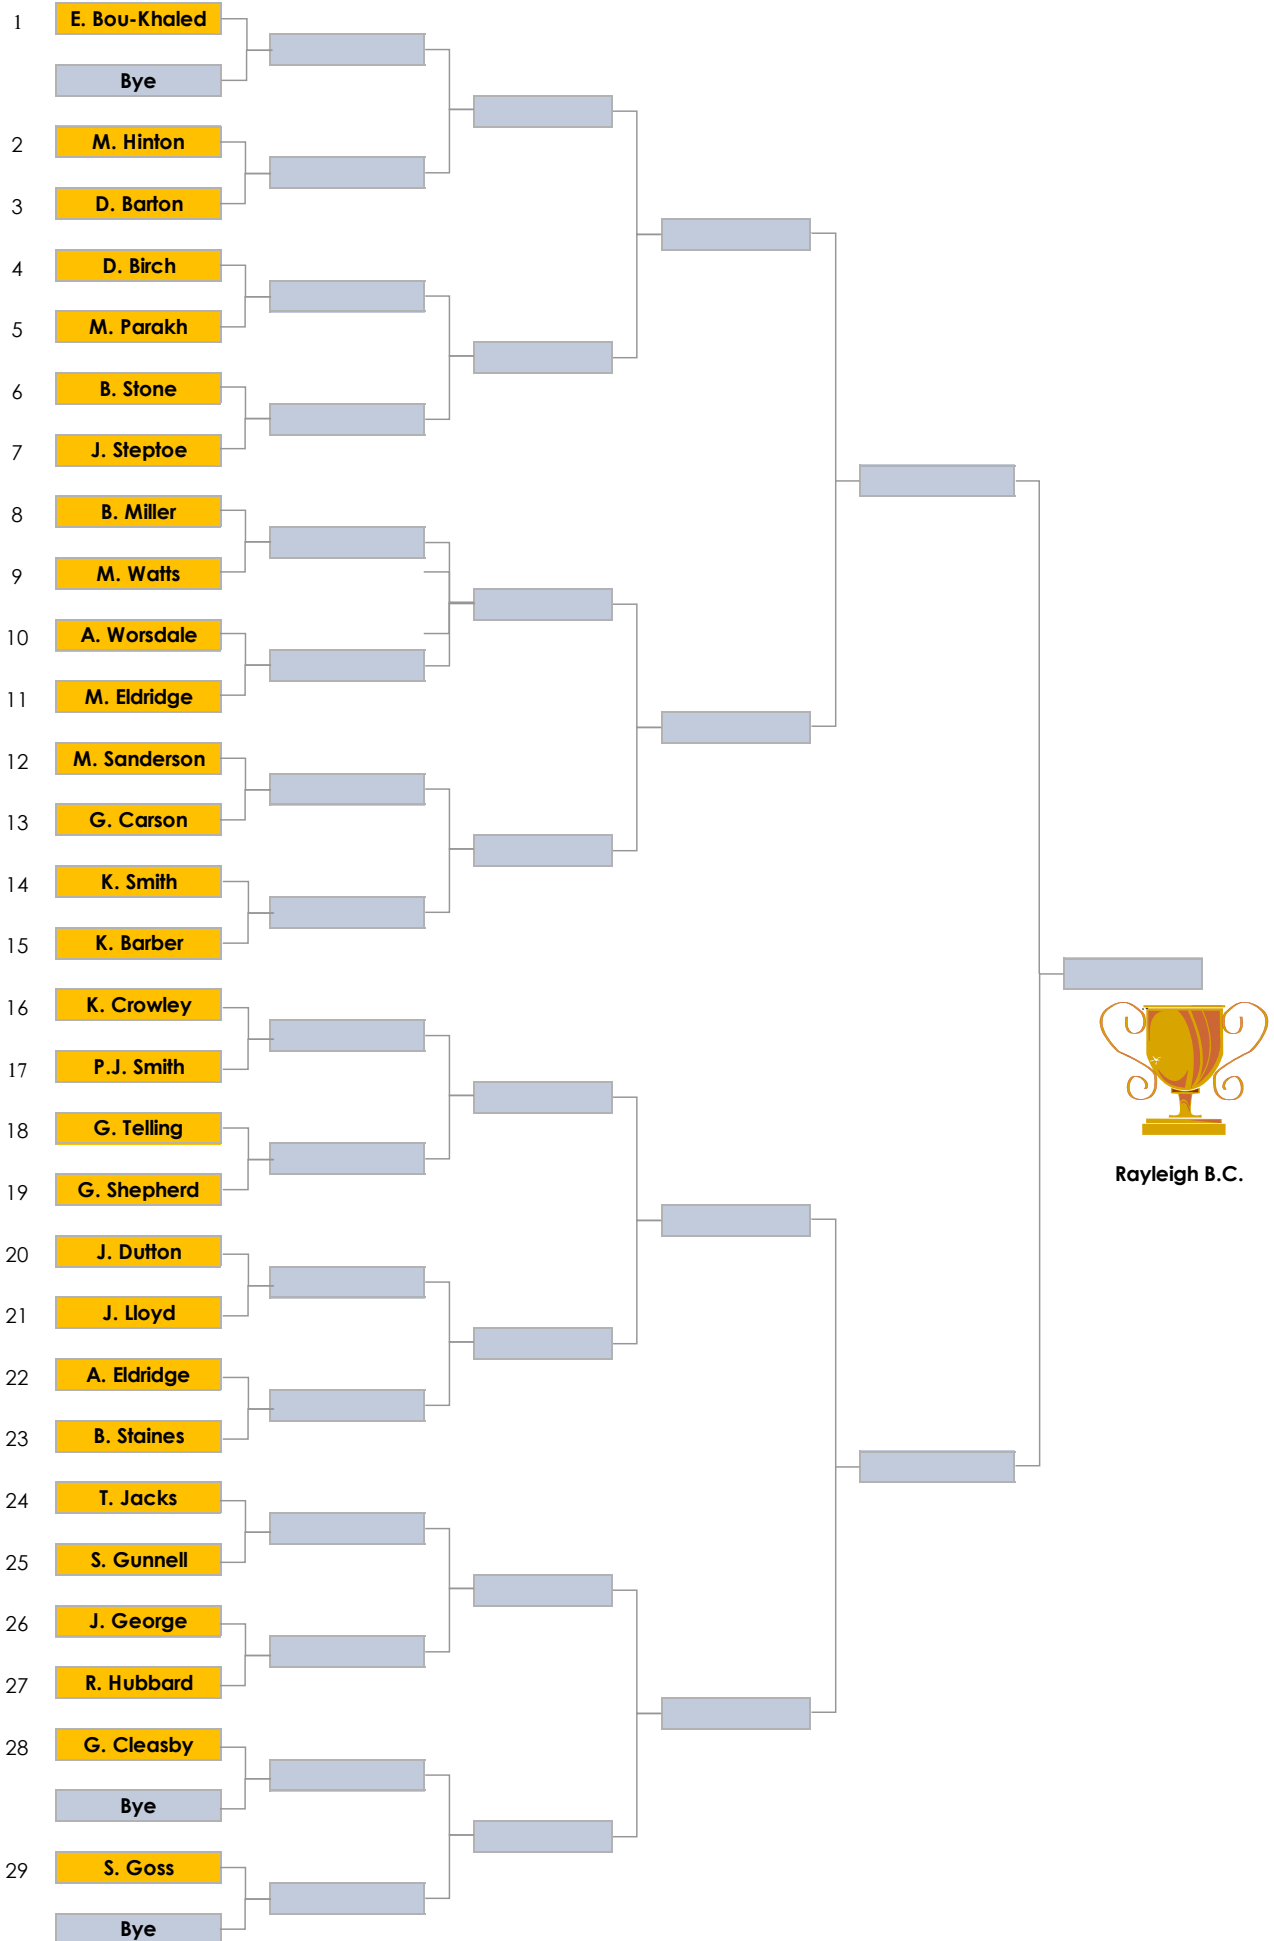 1 E. Bou-Khaled
Bye
2 M. Hinton
3 D. Barton
4 D. Birch
5 M. Parakh
6 B. Stone
7 J. Steptoe
8 B. Miller
9 M. Watts
10 A. Worsdale
11 M. Eldridge
12 M. Sanderson
13 G. Carson
14 K. Smith
15 K. Barber
16 K. Crowley
17 P.J. Smith
18 G. Telling
19 G. Shepherd
Rayleigh B.C.
20 J. Dutton
21 J. Lloyd
22 A. Eldridge
23 B. Staines
24 T. Jacks
25 S. Gunnell
26 J. George
27 R. Hubbard
28 G. Cleasby
Bye
29 S. Goss
Bye